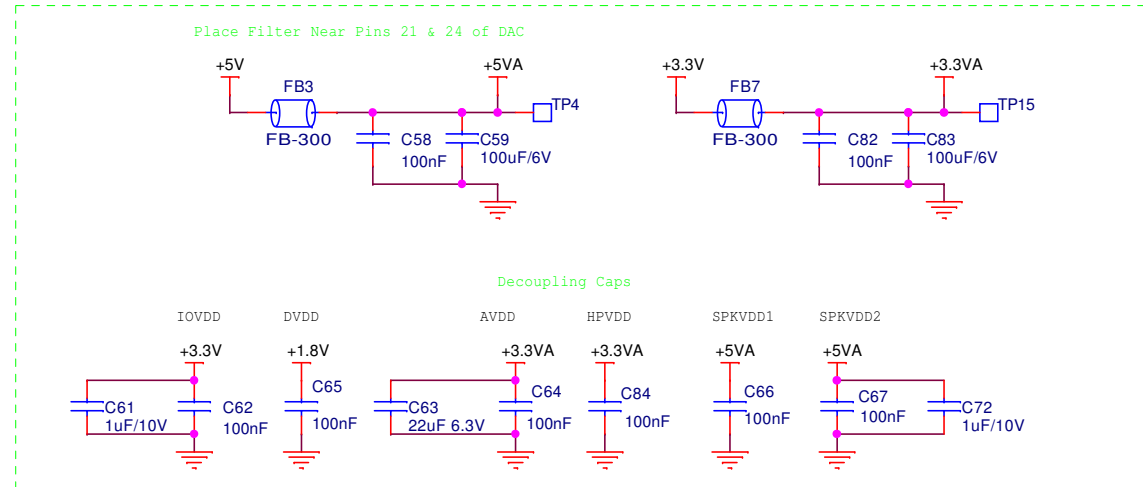 Place Filter Near Pins 21 & 24 of DAC
+5V
+5VA
+3.3V
+3.3VA
FB3
FB7
TP4
TP15
FB-300
C58
100nF
C59
100uF/6V
FB-300
C82
100nF
C83
100uF/6V
Decoupling Caps
IOVDD
DVDD
AVDD
HPVDD
SPKVDD1
SPKVDD2
+3.3V
+1.8V
+3.3VA
+3.3VA
+5VA
+5VA
C61
1uF/10V
C62
100nF
C65
100nF
C63
22uF 6.3V
C64
100nF
C84
100nF
C66
100nF
C67
100nF
C72
1uF/10V